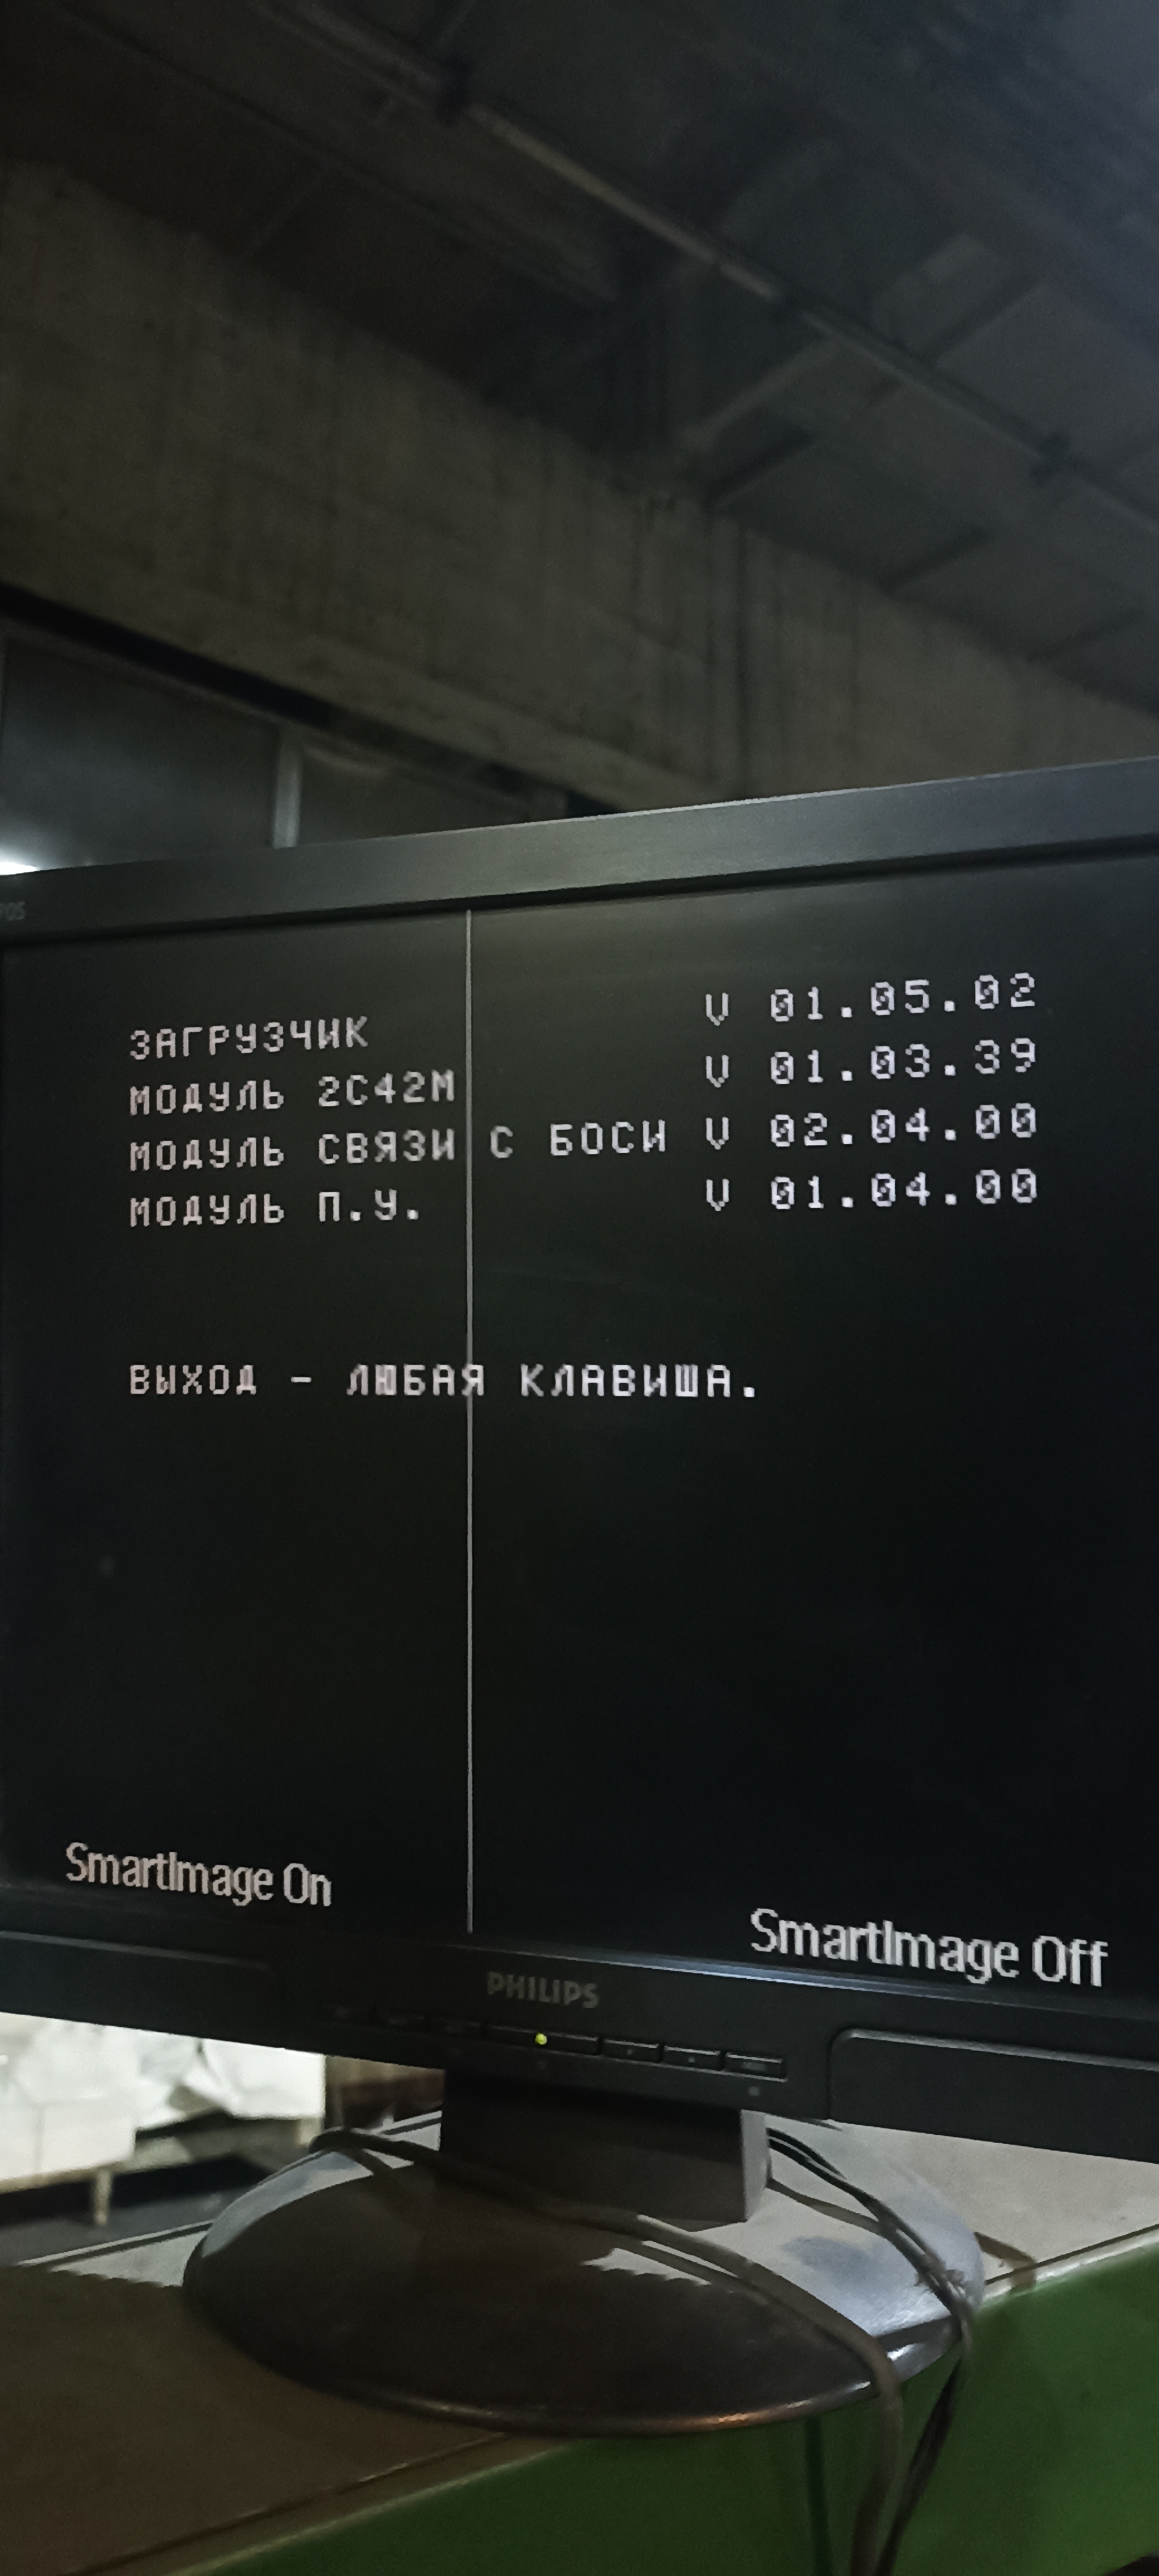 ЗАГРУЗЧИК V 01.05.02
МОДУЛЬ 2С42М V 01.03.39
МОДУЛЬ СВЯЗИ С БОСИ V 02.04.00
МОДУЛЬ П.У. V 01.04.00
ВЫХОД - ЛЮБАЯ КЛАВИША.
SmartImage On
SmartImage Off
PHILIPS